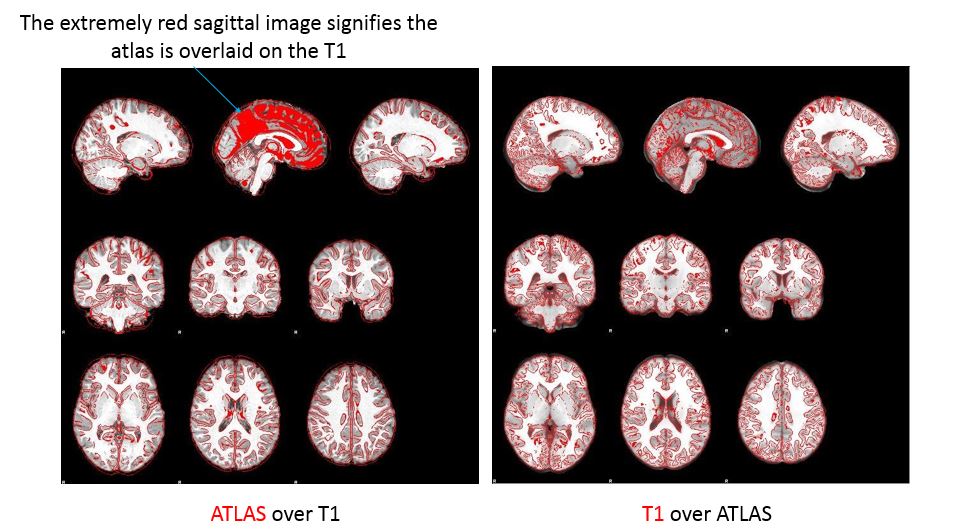 The extremely red sagittal image signifies the
atlas is overlaid on the T1
ATLAS over T1
T1 over ATLAS